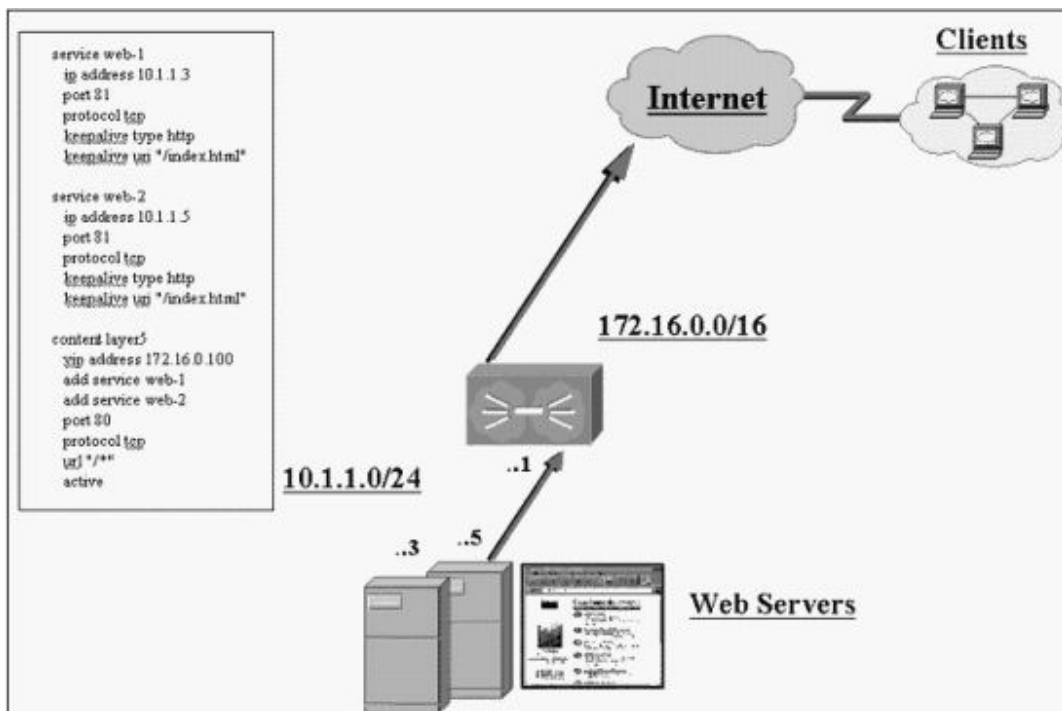 service web-1
ip address 10.1.1.3
port 81
protocol tcp
keepalive type http
keepalive uri "/index.html"
service web-2
ip address 10.1.1.5
port 81
protocol tcp
keepalive type http
keepalive uri "/index.html"
content layer5
vip address 172.16.0.100
add service web-1
add service web-2
port 80
protocol tcp
url "/*"
active
Clients
Internet
172.16.0.0/16
..1
10.1.1.0/24
..3
..5
Web Servers